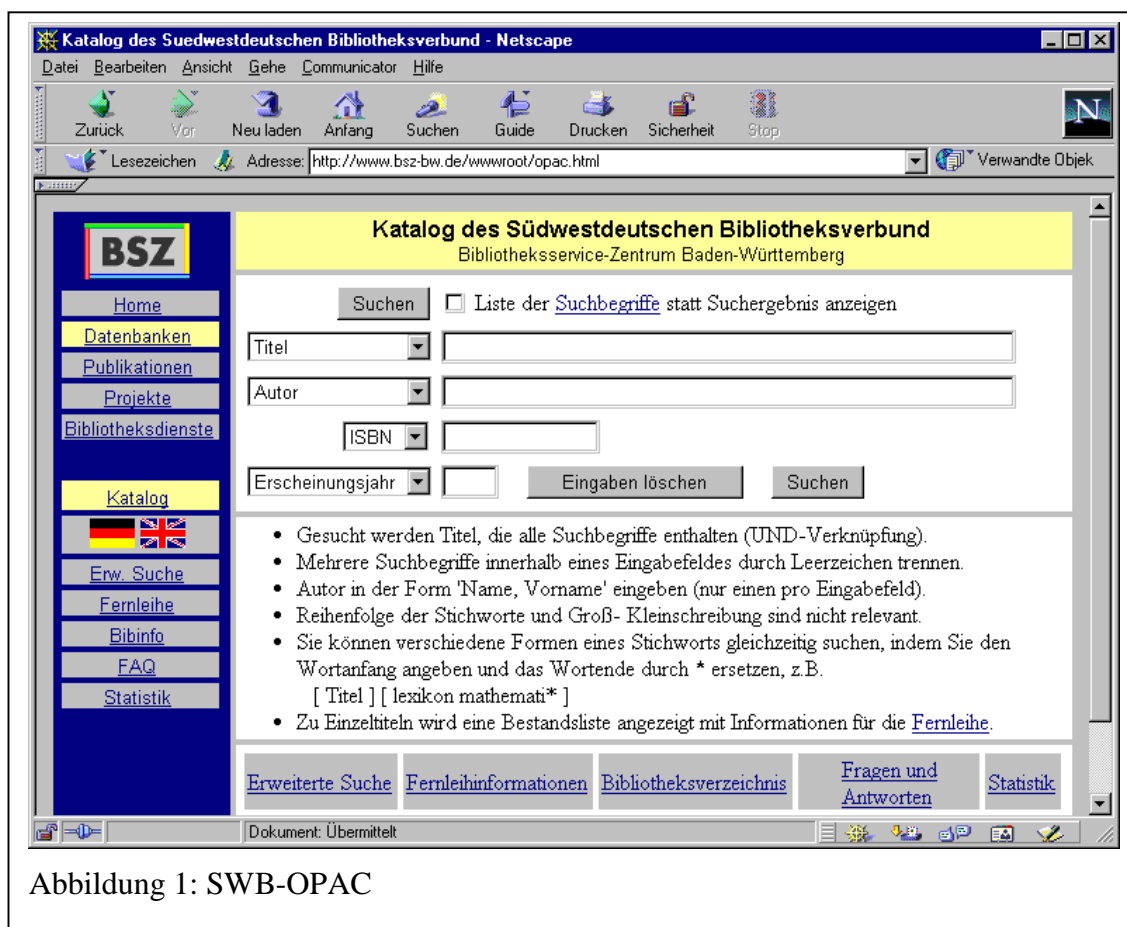 Katalog des Suedwestdeutschen Bibliotheksverbund - Netscape
Datei Bearbeiten Ansicht Gehe Communicator Hilfe
Zurück Vor Neu laden Anfang Suchen Guide Drucken Sicherheit Stop
N
Lesezeichen Adresse: http://www.bsz-bw.de/wwwroot/opac.html Verwandte Objek
BSZ
Home
Datenbanken
Publikationen
Projekte
Bibliotheksdienste
Katalog
Erw. Suche
Fernleihe
Bibinfo
FAQ
Statistik
Katalog des Südwestdeutschen Bibliotheksverbund
Bibliotheksservice-Zentrum Baden-Württemberg
Suchen Liste der Suchbegriffe statt Suchergebnis anzeigen
Titel
Autor
ISBN
Erscheinungsjahr Eingaben löschen Suchen
• Gesucht werden Titel, die alle Suchbegriffe enthalten (UND-Verknüpfung).
• Mehrere Suchbegriffe innerhalb eines Eingabefeldes durch Leerzeichen trennen.
• Autor in der Form 'Name, Vorname' eingeben (nur einen pro Eingabefeld).
• Reihenfolge der Stichworte und Groß- Kleinschreibung sind nicht relevant.
• Sie können verschiedene Formen eines Stichworts gleichzeitig suchen, indem Sie den
Wortanfang angeben und das Wortende durch * ersetzen, z.B.
[ Titel ] [ lexikon mathemati* ]
• Zu Einzeltiteln wird eine Bestandsliste angezeigt mit Informationen für die Fernleihe.
Erweiterte Suche Fernleihinformationen Bibliotheksverzeichnis Fragen und Statistik
Antworten
Dokument: Übermittelt
Abbildung 1: SWB-OPAC